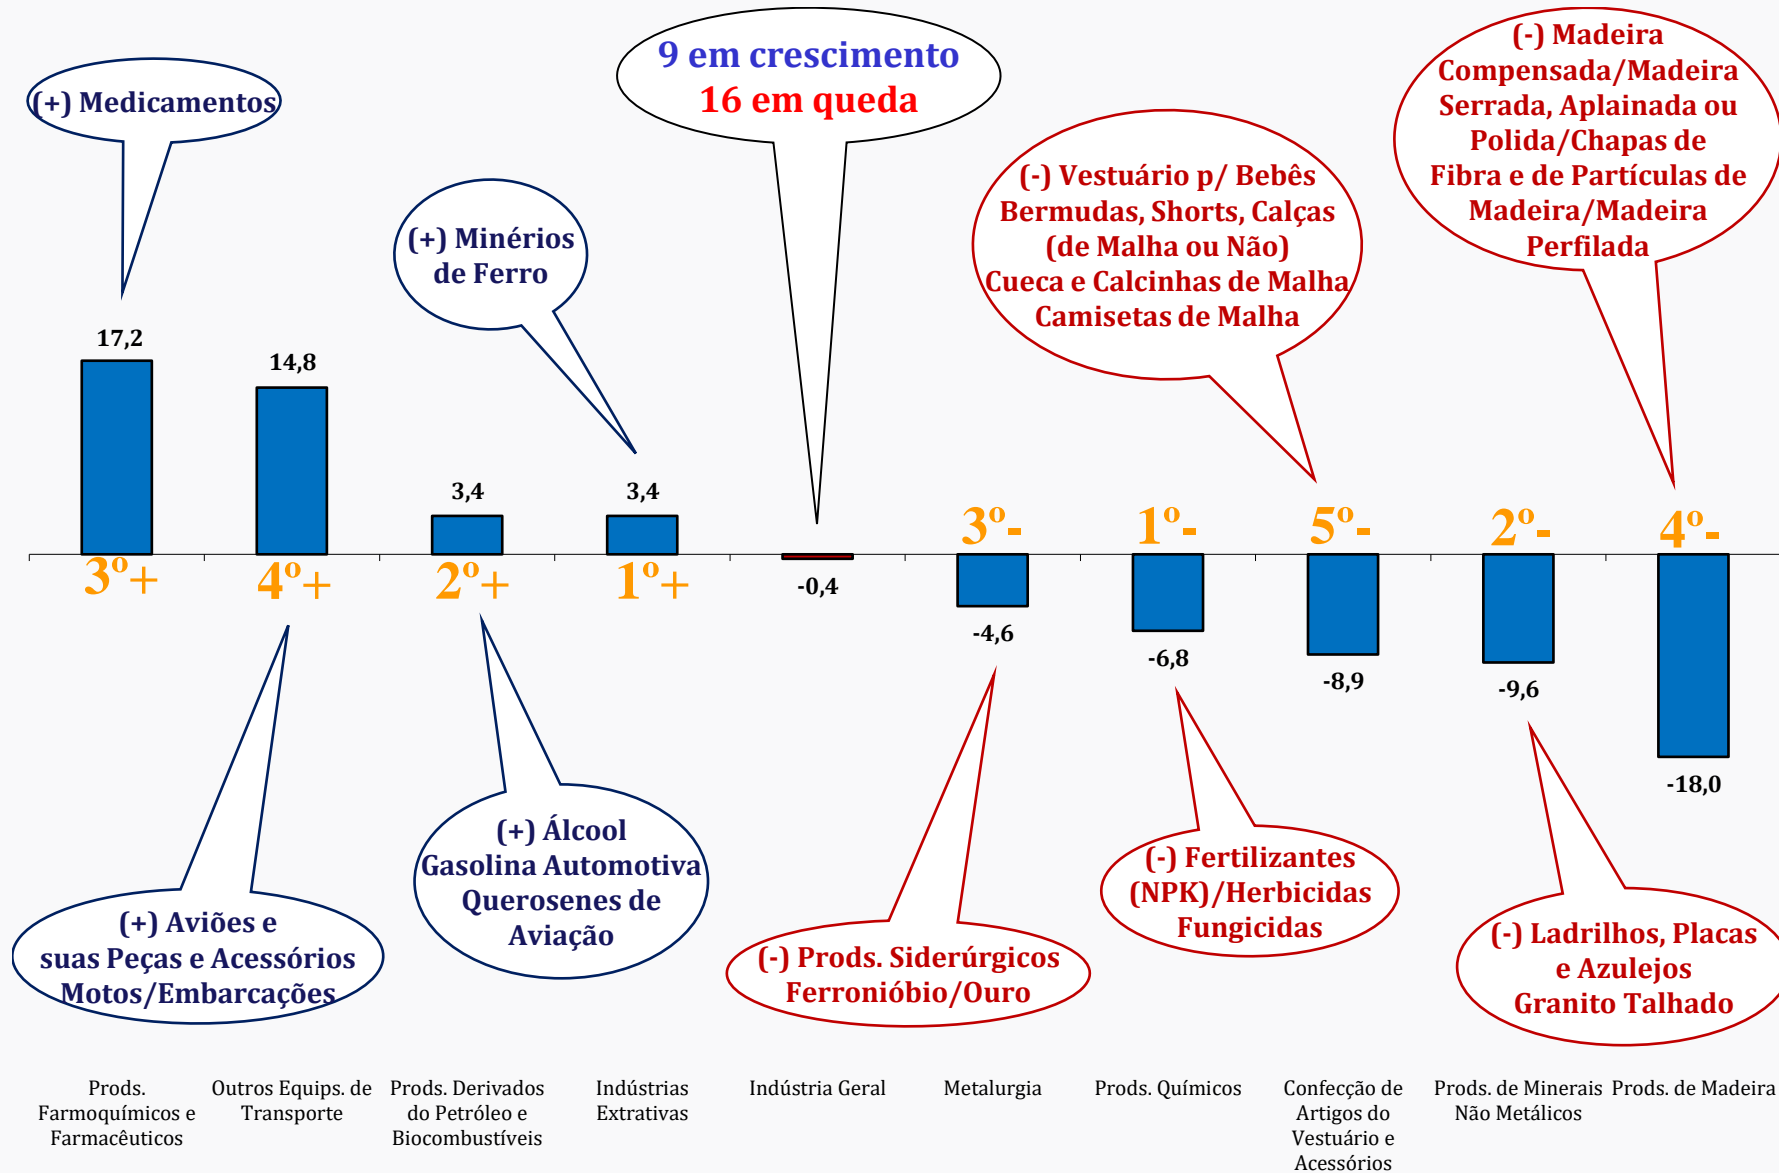 9 em crescimento
16 em queda
(+) Medicamentos
(+) Minérios
de Ferro
(-) Vestuário p/ Bebês
Bermudas, Shorts, Calças
(de Malha ou Não)
Cueca e Calcinhas de Malha
Camisetas de Malha
(-) Madeira
Compensada/Madeira
Serrada, Aplainada ou
Polida/Chapas de
Fibra e de Partículas de
Madeira/Madeira
Perfilada
17,2
14,8
3,4
3,4
-0,4
-4,6
-6,8
-8,9
-9,6
-18,0
3º+
4º+
2º+
1º+
3º-
1º-
5º-
2º-
4º-
(+) Aviões e
suas Peças e Acessórios
Motos/Embarcações
(+) Álcool
Gasolina Automotiva
Querosenes de
Aviação
(-) Prods. Siderúrgicos
Ferronióbio/Ouro
(-) Fertilizantes
(NPK)/Herbicidas
Fungicidas
(-) Ladrilhos, Placas
e Azulejos
Granito Talhado
Prods.
Farmoquímicos e
Farmacêuticos
Outros Equips. de
Transporte
Prods. Derivados
do Petróleo e
Biocombustíveis
Indústrias
Extrativas
Indústria Geral
Metalurgia
Prods. Químicos
Confecção de
Artigos do
Vestuário e
Acessórios
Prods. de Minerais
Não Metálicos
Prods. de Madeira